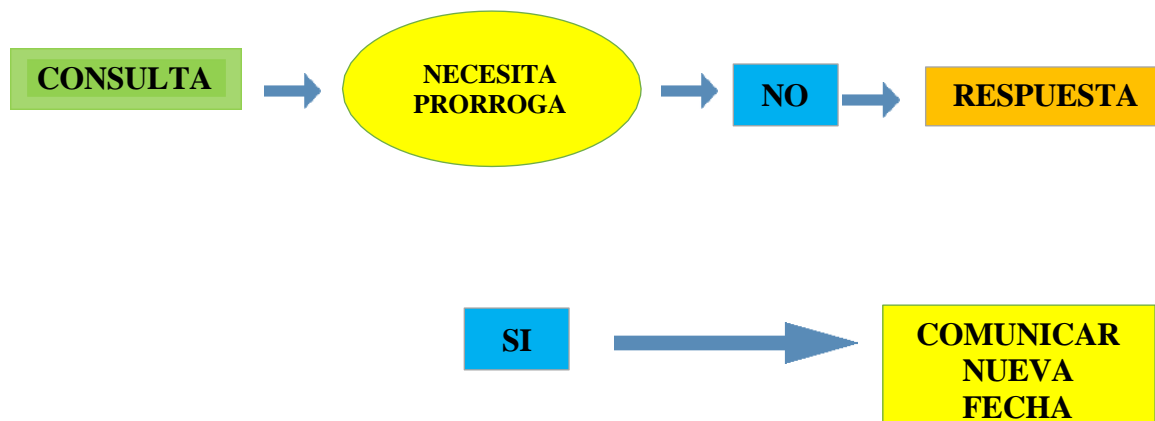 CONSULTA
NECESITA
PRORROGA
NO
RESPUESTA
SI
COMUNICAR
NUEVA
FECHA